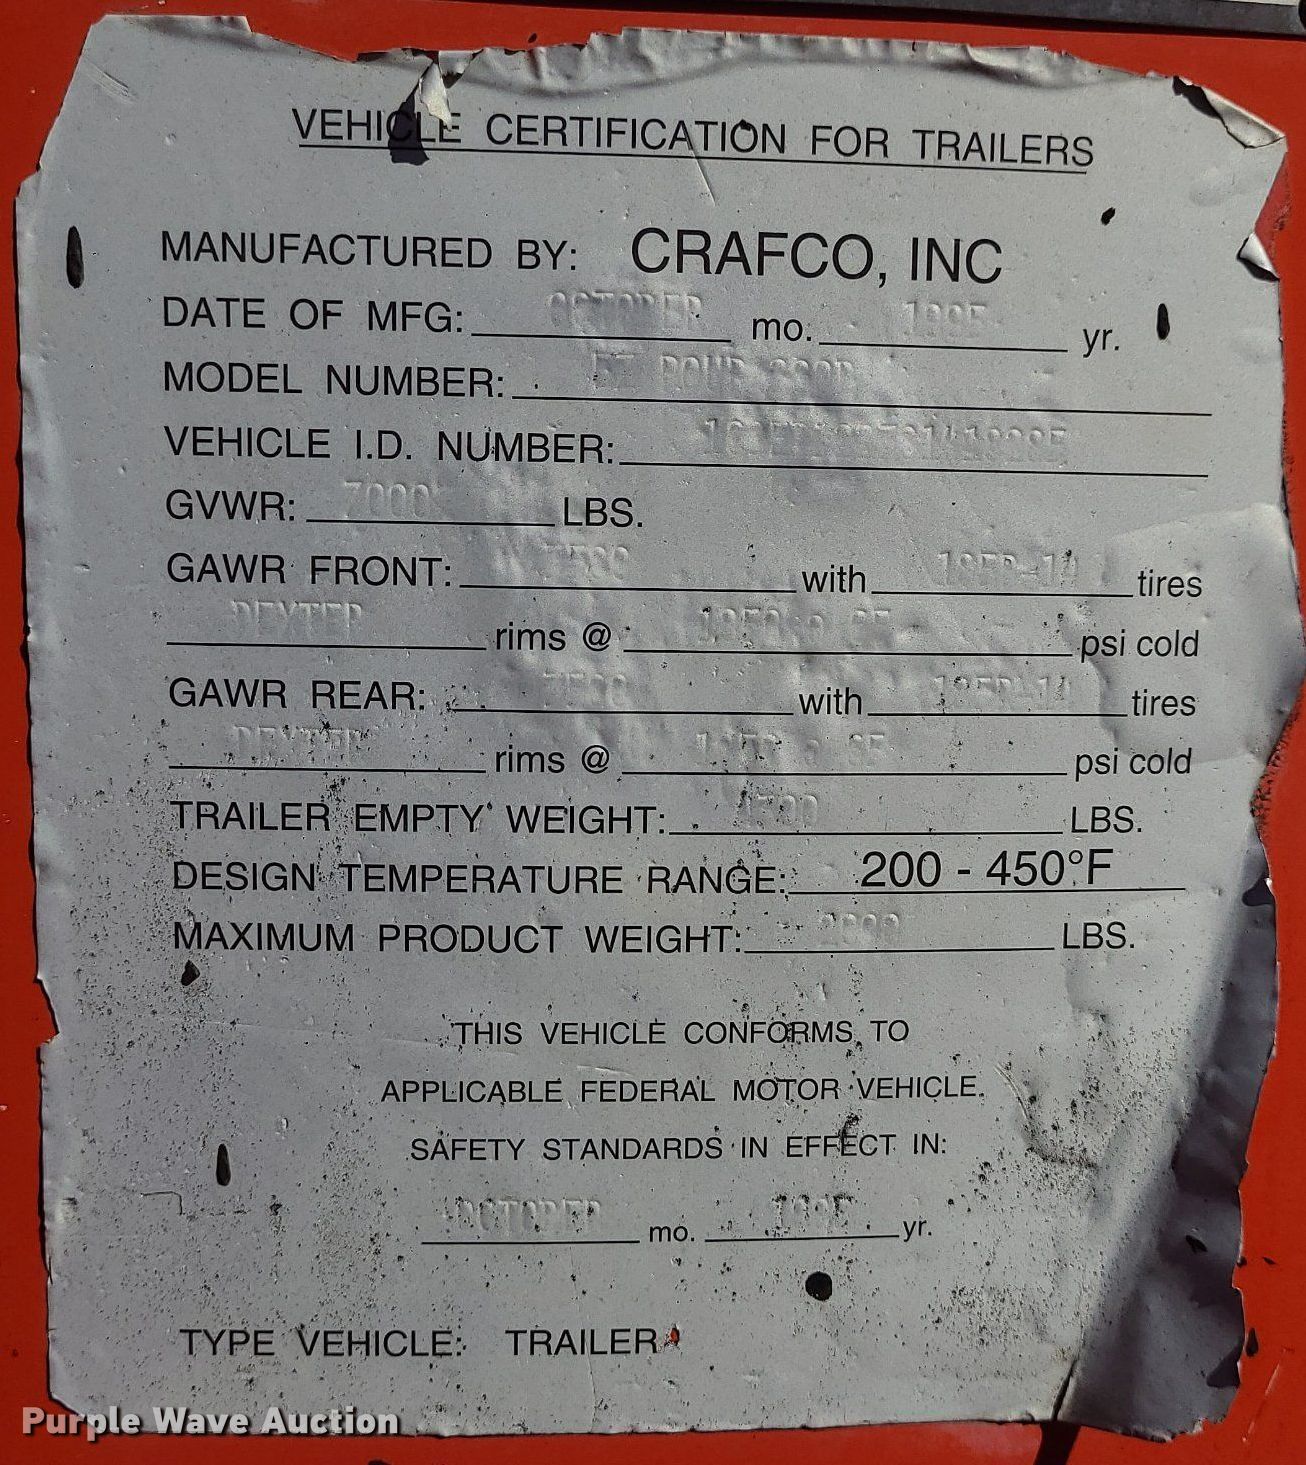 VEHICLE CERTIFICATION FOR TRAILERS
MANUFACTURED BY: CRAFCO, INC
DATE OF MFG: OCTOBER mo. 1995 yr.
MODEL NUMBER: EZ POUR
VEHICLE I.D. NUMBER:
GVWR: 7000 LBS.
GAWR FRONT: with tires
DEXTER rims @ psi cold
GAWR REAR: with tires
DEXTER rims @ psi cold
TRAILER EMPTY WEIGHT: LBS.
DESIGN TEMPERATURE RANGE: 200 - 450°F
MAXIMUM PRODUCT WEIGHT: LBS.
THIS VEHICLE CONFORMS TO
APPLICABLE FEDERAL MOTOR VEHICLE
SAFETY STANDARDS IN EFFECT IN:
OCTOBER mo. 1995 yr.
TYPE VEHICLE: TRAILER
Purple Wave Auction